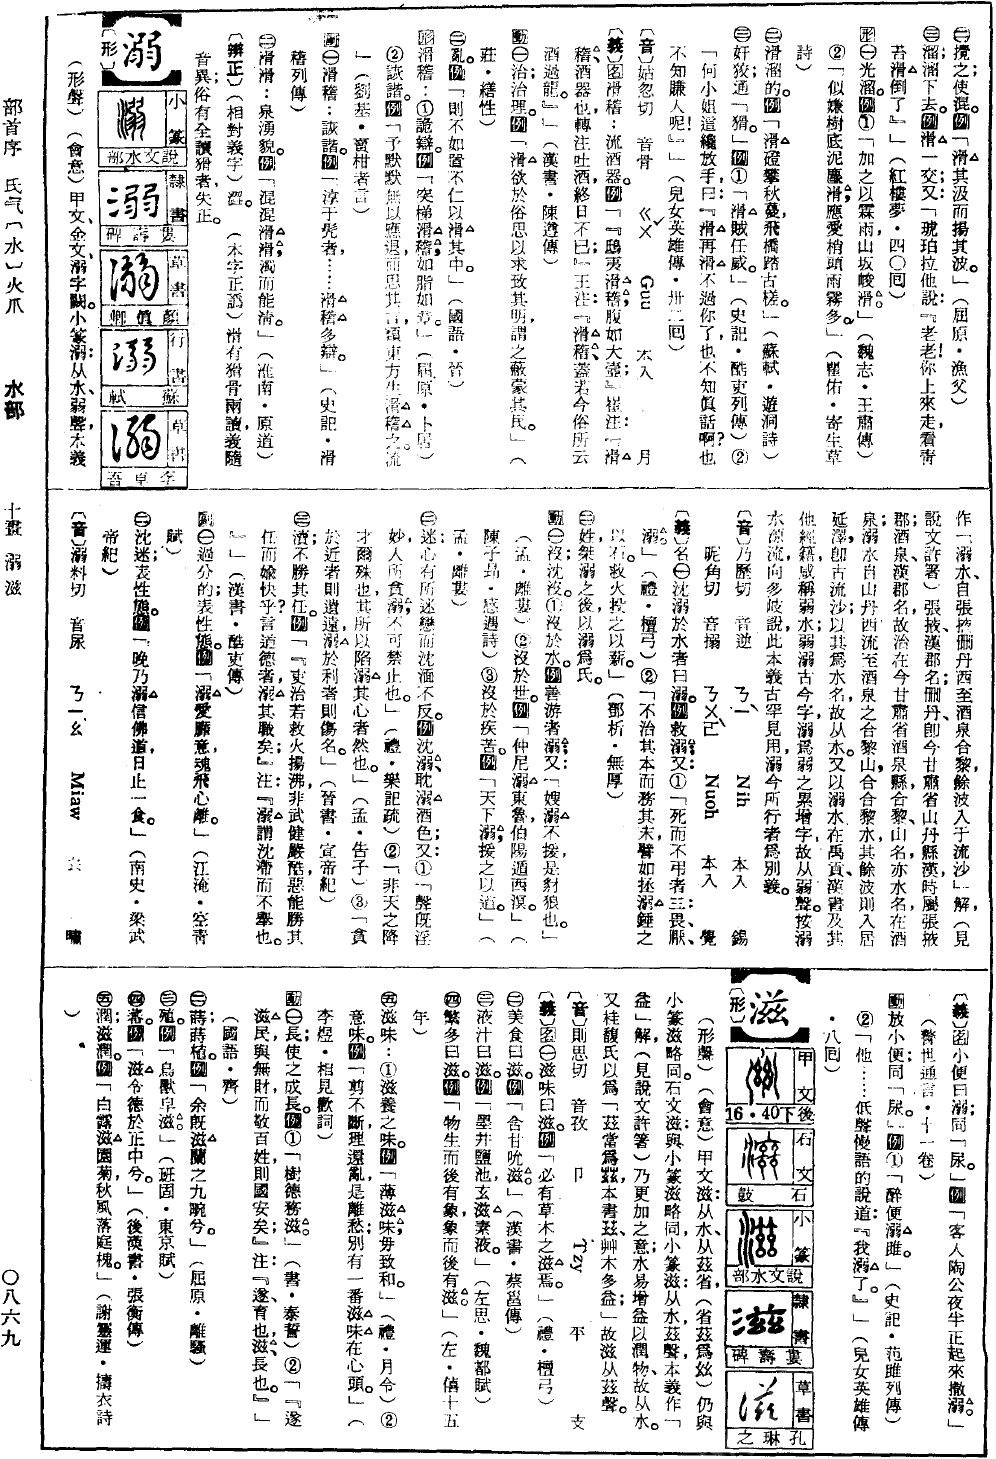 ㊁攪之使混。例「滑其汲而揚其波。」(屈原・漁父)
㊂溜溜下去。例滑一交又「琥珀拉他說:『老老你上來走,看青
苔滑倒了』」(紅樓夢・四〇回)
形㊀光溜。例①「加之以霖雨山坂峻滑。」(魏志・王肅傳)
②「似嫌樹底泥塵滑,應愛梢頭雨霧多。」(瞿佑・寄生草
詩)
㊁滑溜的。例「滑磴攀秋蔓,飛橋踏古槎。」(蘇軾・遊洞詩)
㊂奸狡通「猾。」例①「滑賊任威。」(史記・酷吏列傳)②
「何小姐道纔放手曰:『滑再滑不過你了,也不知眞話啊?也
不知賺人呢!』」(兒女英雄傳・卅二回)
〔音〕姑忽切 音骨 ㄍㄨˇ Guu 本入 月
〔義〕名滑稽:流酒器。例「『鴟夷滑稽,腹如大壺。』崔注:『滑
稽酒器也,轉注吐酒,終日不已。』王注:『滑稽,蓋若今俗所云
酒過龍。』」(漢書・陳遵傳)
動㊀治治理。例「滑欲於俗思以求致其明,謂之蔽蒙其民。」(
莊・繕性)
㊁亂。例「則不如置不仁以滑其中。」(國語・晉)
形滑稽:①詭辯。例「突梯滑稽,如脂如韋。」(屈原・卜居)
②詼諧。例「予默默無以應,退而思其言,類東方生滑稽之流
」(劉基・賣柑者言)
副㊀滑稽:詼諧。例「淳于髡者……滑稽多辯。」(史記・滑
稽列傳)
㊁滑滑:泉湧貌。例「混混滑滑,濁而能清。」(淮南・原道)
〔辨正〕(相對義字)澀。(本字正譌)滑有猾骨兩讀,義隨
音異,俗有全讀猾者,失正。
溺
小篆 說文水部
隸書 婁壽碑
草書 顏眞卿
行書 蘇軾
草書 李卓吾
〔形〕
(形聲)(會意)甲文、金文溺字闕。小篆溺:从水、弱聲,本義
作「溺水,自張掖刪丹西至酒泉合黎,餘波入于流沙」解,(見
說文許箸)張掖漢郡名,刪丹即今甘肅省山丹縣,漢時屬張掖
郡;酒泉漢郡名,故治在今甘肅省酒泉縣;合黎,山名亦水名,在酒
泉;溺水自山丹西流至酒泉之合黎山,合合黎水,其餘波則入居
延澤,即古流沙;以其爲水名,故从水。又以溺水在禹貢、漢書及其
他經籍咸稱弱水,弱溺古今字,溺爲弱之累增字,故从弱聲。按溺
水源流向多歧說,此本義古罕見用,溺今所行者爲別義。
〔音〕乃歷切 音逆 ㄋㄧˋ Nih 本入 錫
昵角切 音搦 ㄋㄨㄛˋ Nuoh 本入 覺
〔義〕名㊀沈溺於水者曰溺。例救溺。又①「死而不弔者三:畏、厭、
溺。」(禮・檀弓)②「不治其本而務其末,譬如拯溺錘之
以石,救火投之以薪。」(鄧析・無厚)
㊁姓桀溺之後以溺爲氏。
動㊀沒,沈沒①沒於水。例善游者溺;又:「嫂溺不援,是豺狼也。」
(孟・離婁)②沒於世。例「仲尼溺東魯,伯陽遁西溟。」(
陳子昻・感遇詩)③沒於疾苦。例「天下溺,援之以道。」(
孟・離婁)
㊁迷心有所迷戀而沈湎不反。例沈溺耽溺酒色;又:①「聲旣淫
妙,人所貪溺,不可禁止也。」(禮・樂記疏)②「非天之降
才爾殊也,其所以陷溺其心者然也。」(孟・告子)③「貪
於近者則遺遠,溺於利者則傷名。」(晉書・宣帝紀)
㊂瀆不勝其任。例「『吏治若救火揚沸,非武健嚴酷惡能勝其
任而媮快乎?言道德者,溺其職矣。』注:『溺謂沈滯而不舉也。
』」(漢書・酷吏傳)
副㊀過分的表性態。例「溺愛靡意,魂飛心離。」(江淹・空青
賦)
㊁沈迷;表性態。例「晚乃溺信佛道,日止一食。」(南史・梁武
帝紀)
〔音〕溺料切 音尿 ㄋㄧㄠˋ Miaw 去 嘯
〔義〕名小便曰溺;同「尿。」例「客人陶公夜半正起來撒溺。」
(警世通言・十一卷)
動放小便同「尿。」例①「醉便溺雎。」(史記・范雎列傳)
②「他……低聲慢語的說道:『我溺了。』」(兒女英雄傳
・八回)
滋
甲文 後下40・16
石文 石鼓
小篆 說文水部
隸書 婁壽碑
草書 孔琳之
〔形〕
(形聲)(會意)甲文滋:从水、从茲省,(省茲爲玆)仍與
小篆滋略同。石文滋與小篆滋略同。小篆滋:从水茲聲,本義作「
益」解,(見說文許箸)乃更加之意;水易增益以潤物,故从水。
又桂馥氏以爲「茲當爲玆,本書玆,艸木多益;」故滋从茲聲。
〔音〕則思切 音孜 ㄗ Tzy 平 支
〔義〕名㊀滋味曰滋。例「必有草木之滋焉。」(禮・檀弓)
㊁美食曰滋。例「含甘吮滋。」(漢書・蔡邕傳)
㊂液汁曰滋。例「墨井鹽池,玄滋素液。」(左思・魏都賦)
㊃繁多曰滋。例「物生而後有象,象而後有滋。」(左・僖十五
年)
㊄滋味:①滋養之味。例「薄滋味,毋致和。」(禮・月令)②
意味。例「剪不斷,理還亂,是離愁,別有一番滋味在心頭。」(
李煜・相見歡詞)
動㊀長,使之成長。例①「樹德務滋。」(書・泰誓)②「『遂
滋民,與無財,而敬百姓,則國安矣。』注:『遂,育也,滋,長也。』」
(國語・齊)
㊁蒔,蒔植。例「余旣滋蘭之九畹兮。」(屈原・離騷)
㊂殖。例「鳥獸阜滋。」(班固・東京賦)
㊃滋。例「滋令德於正中兮。」(後漢書・張衡傳)
㊄潤,滋潤。例「白露滋園菊,秋風落庭槐。」(謝靈運・擣衣詩
)
部首序 氏气〔水〕火爪 水部 十畫 溺滋 〇八六九